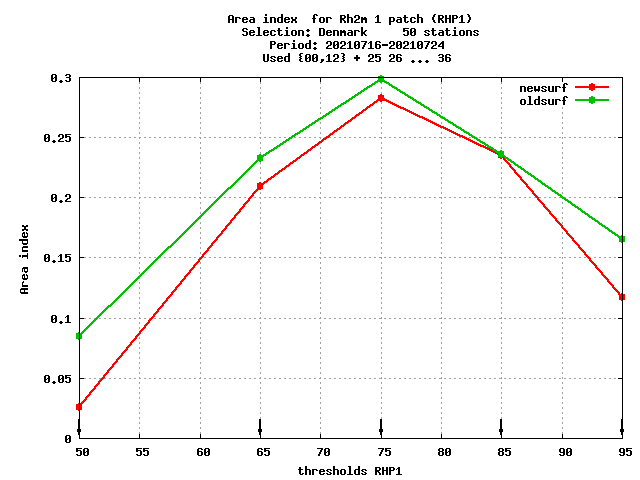 Area index  for Rh2m 1 patch (RHP1)
Selection: Denmark     50 stations
Period: 20210716-20210724
Used {00,12} + 25 26 ... 36
newsurf
oldsurf
0.3
0.25
0.2
0.15
0.1
0.05
0
Area index
50 55 60 65 70 75 80 85 90 95
thresholds RHP1